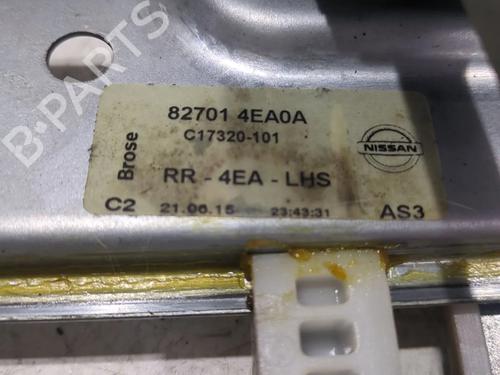 B-PARTS
Brose
82701 4EA0A
C17320-101
NISSAN
RR - 4EA - LHS
C2 21.06.15 23:43:31 AS3